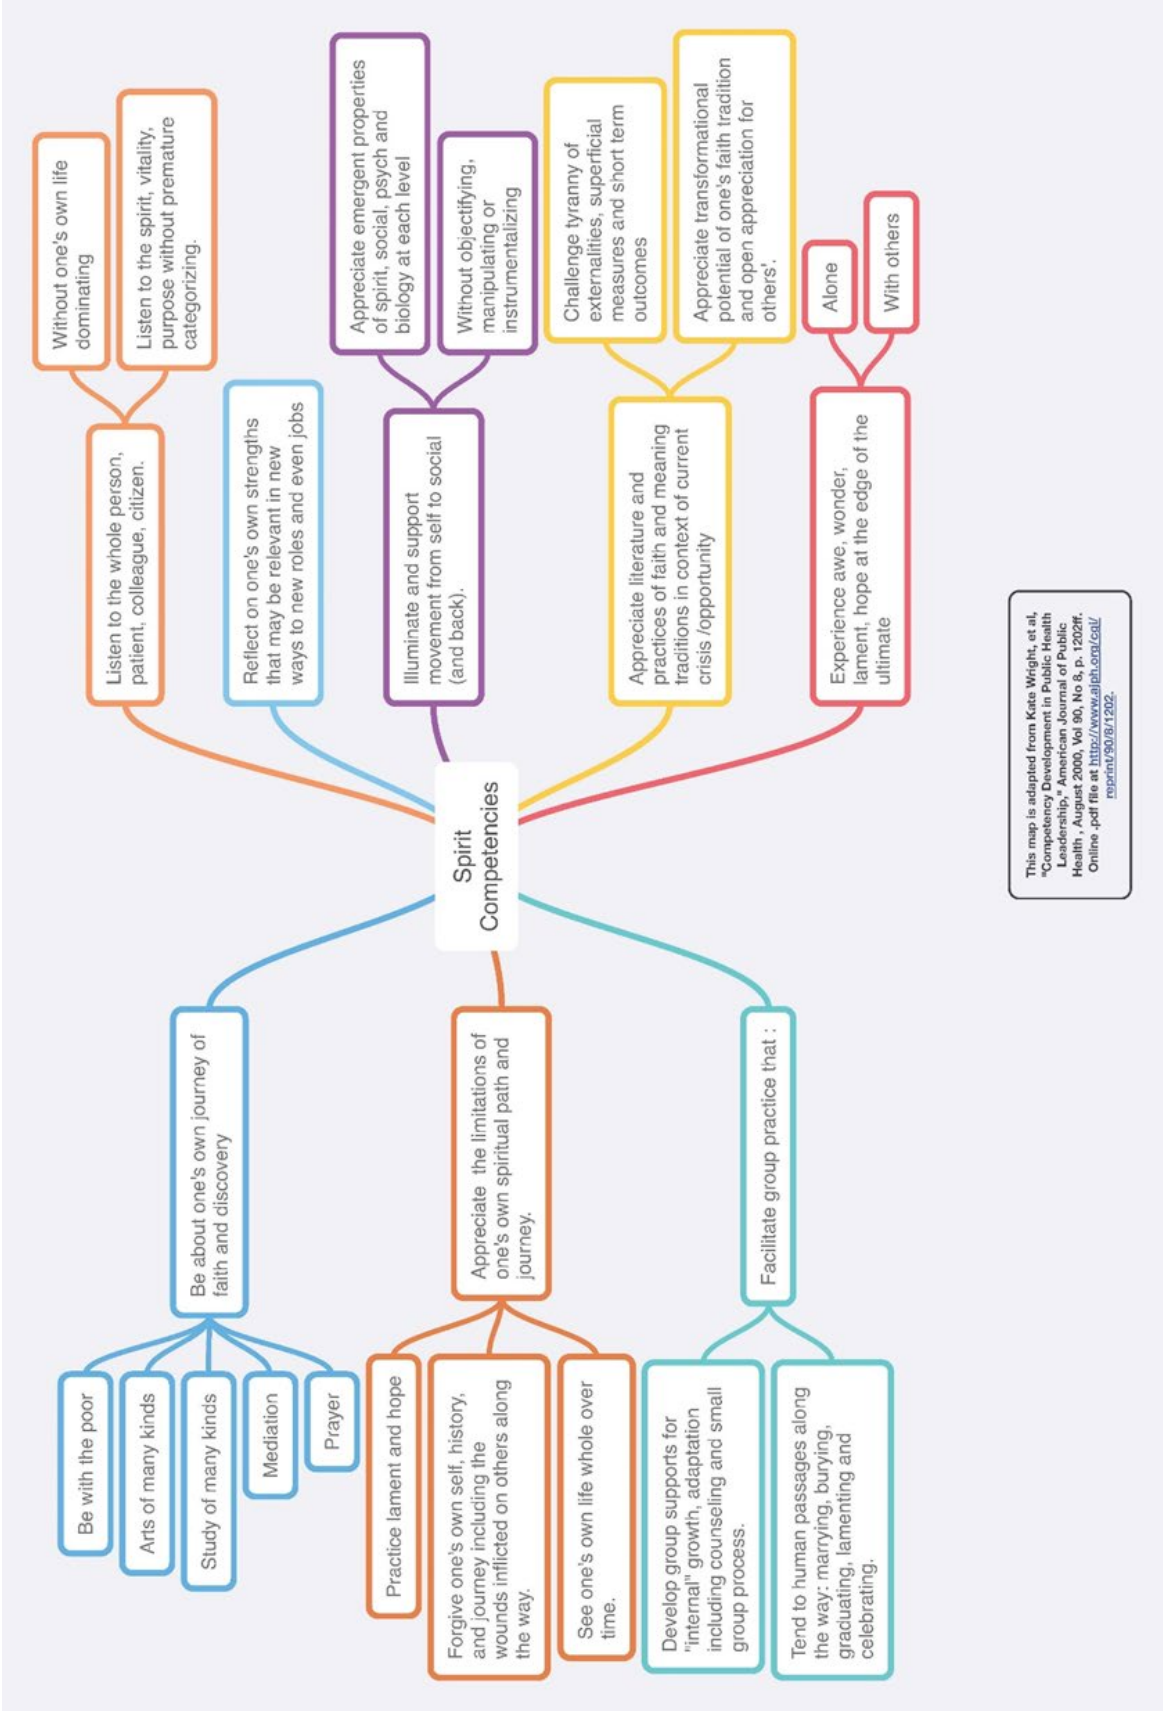 Spirit
Competencies
Be about one's own journey of
faith and discovery
Be with the poor
Arts of many kinds
Study of many kinds
Mediation
Prayer
Appreciate the limitations of
one's own spiritual path and
journey.
Practice lament and hope
Forgive one's own self, history,
and journey including the
wounds inflicted on others along
the way.
See one's own life whole over
time.
Facilitate group practice that :
Develop group supports for
"internal" growth, adaptation
including counseling and small
group process.
Tend to human passages along
the way: marrying, burying,
graduating, lamenting and
celebrating.
Listen to the whole person,
patient, colleague, citizen.
Without one's own life
dominating
Listen to the spirit, vitality,
purpose without premature
categorizing.
Reflect on one's own strengths
that may be relevant in new
ways to new roles and even jobs
Illuminate and support
movement from self to social
(and back).
Appreciate emergent properties
of spirit, social, psych and
biology at each level
Without objectifying,
manipulating or
instrumentalizing
Appreciate literature and
practices of faith and meaning
traditions in context of current
crisis /opportunity
Challenge tyranny of
externalities, superficial
measures and short term
outcomes
Appreciate transformational
potential of one's faith tradition
and open appreciation for
others'.
Experience awe, wonder,
lament, hope at the edge of the
ultimate
Alone
With others
This map is adapted from Kate Wright, et al,
"Competency Development in Public Health
Leadership," American Journal of Public
Health , August 2000, Vol 90, No 8, p. 1202ff.
Online .pdf file at http://www.ajph.org/cgi/
reprint/90/8/1202.